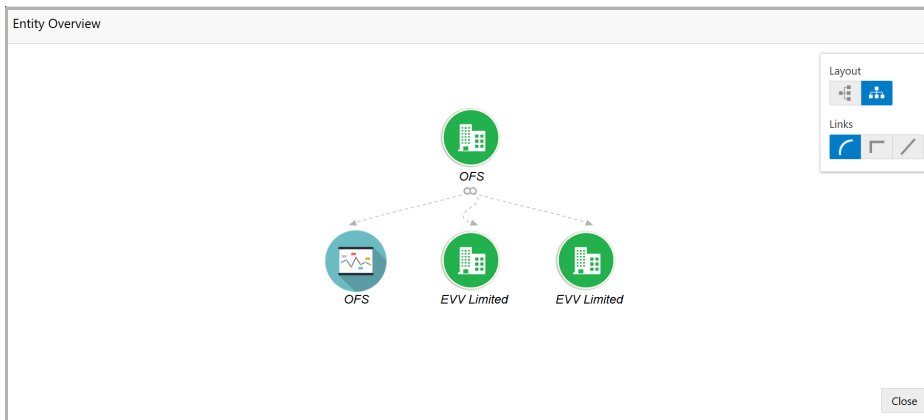 Entity Overview
Layout
Links
OFS
OFS
EVV Limited
EVV Limited
Close